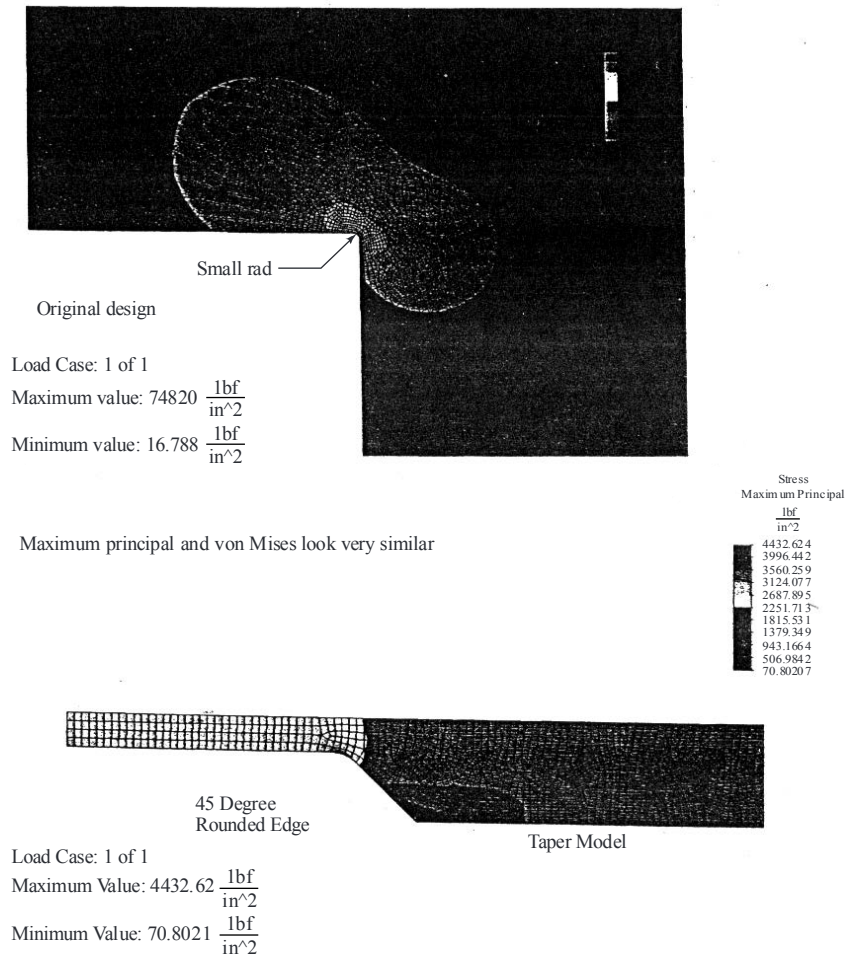 Small rad
Original design
Load Case: 1 of 1
Maximum value: 74820 lbf/in^2
Minimum value: 16.788 lbf/in^2
Stress
Maximum Principal
lbf/in^2
Maximum principal and von Mises look very similar
4432.624
3996.442
3560.259
3124.077
2687.895
2251.713
1815.531
1379.349
943.1664
506.9842
70.80207
45 Degree
Rounded Edge
Taper Model
Load Case: 1 of 1
Maximum Value: 4432.62 lbf/in^2
Minimum Value: 70.8021 lbf/in^2